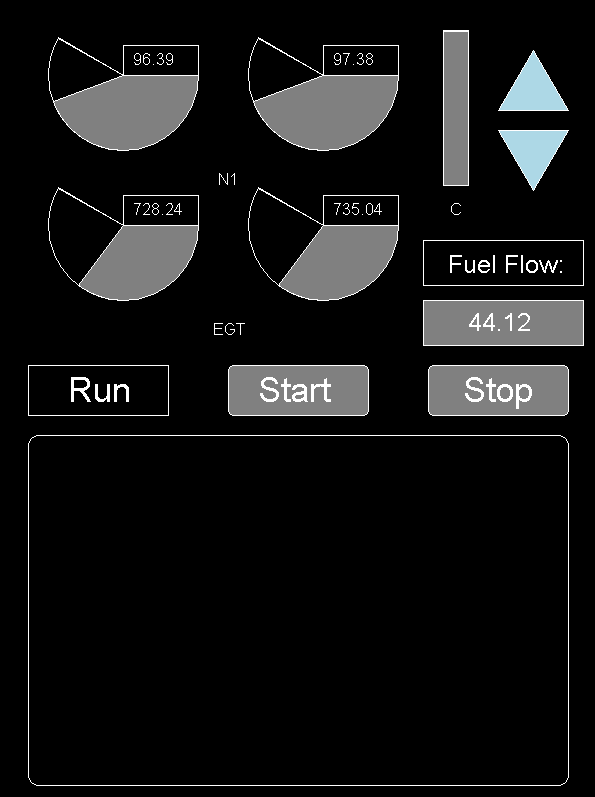 96.39
97.38
N1
728.24
735.04
C
EGT
Fuel Flow:
44.12
Run
Start
Stop